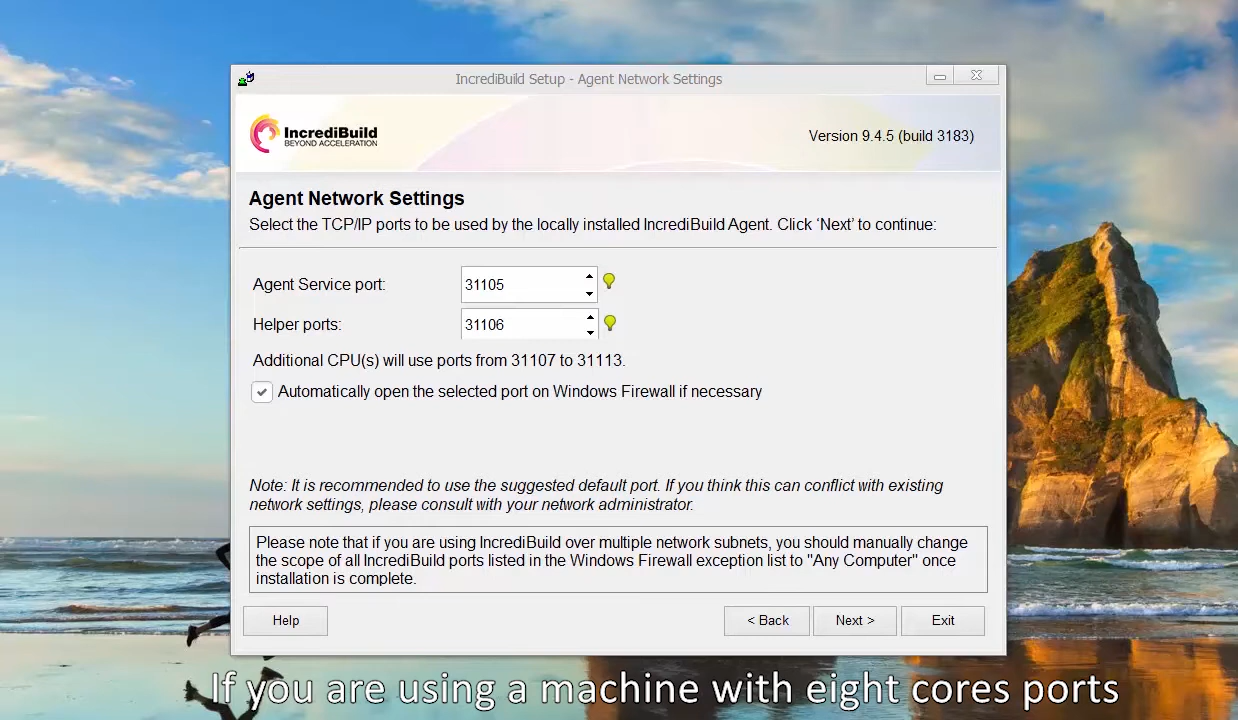 IncrediBuild Setup - Agent Network Settings
IncrediBuild
BEYOND ACCELERATION
Version 9.4.5 (build 3183)
Agent Network Settings
Select the TCP/IP ports to be used by the locally installed IncrediBuild Agent. Click ‘Next’ to continue:
Agent Service port:
31105
Helper ports:
31106
Additional CPU(s) will use ports from 31107 to 31113.
Automatically open the selected port on Windows Firewall if necessary
Note: It is recommended to use the suggested default port. If you think this can conflict with existing
network settings, please consult with your network administrator.
Please note that if you are using IncrediBuild over multiple network subnets, you should manually change
the scope of all IncrediBuild ports listed in the Windows Firewall exception list to "Any Computer" once
installation is complete.
Help
< Back
Next >
Exit
If you are using a machine with eight cores ports